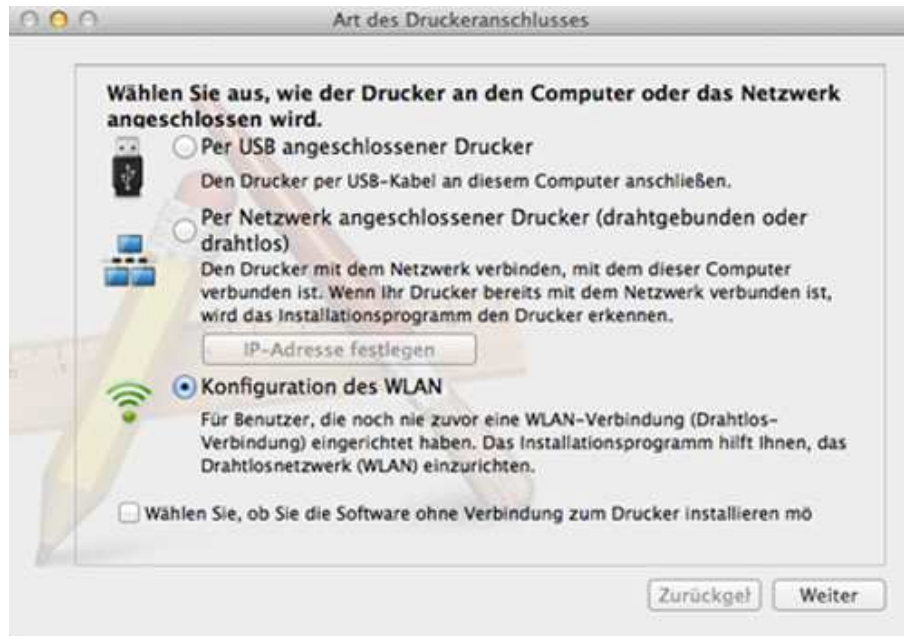 Art des Druckeranschlusses
Wählen Sie aus, wie der Drucker an den Computer oder das Netzwerk
angeschlossen wird.
Per USB angeschlossener Drucker
Den Drucker per USB-Kabel an diesem Computer anschließen.
Per Netzwerk angeschlossener Drucker (drahtgebunden oder
drahtlos)
Den Drucker mit dem Netzwerk verbinden, mit dem dieser Computer
verbunden ist. Wenn Ihr Drucker bereits mit dem Netzwerk verbunden ist,
wird das Installationsprogramm den Drucker erkennen.
IP-Adresse festlegen
Konfiguration des WLAN
Für Benutzer, die noch nie zuvor eine WLAN-Verbindung (Drahtlos-
Verbindung) eingerichtet haben. Das Installationsprogramm hilft Ihnen, das
Drahtlosnetzwerk (WLAN) einzurichten.
Wählen Sie, ob Sie die Software ohne Verbindung zum Drucker installieren mö
Zurückgeł Weiter